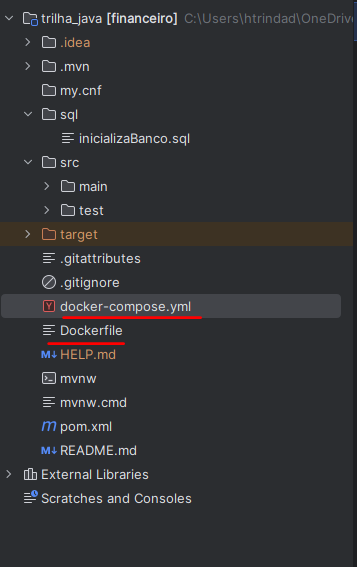 trilha_java [financeiro] C:\Users\htrindad\OneDrive
.idea
.mvn
my.cnf
sql
inicializaBanco.sql
src
main
test
target
.gitattributes
.gitignore
Y docker-compose.yml
Dockerfile
M↓ HELP.md
mvnw
mvnw.cmd
m pom.xml
M↓ README.md
External Libraries
Scratches and Consoles